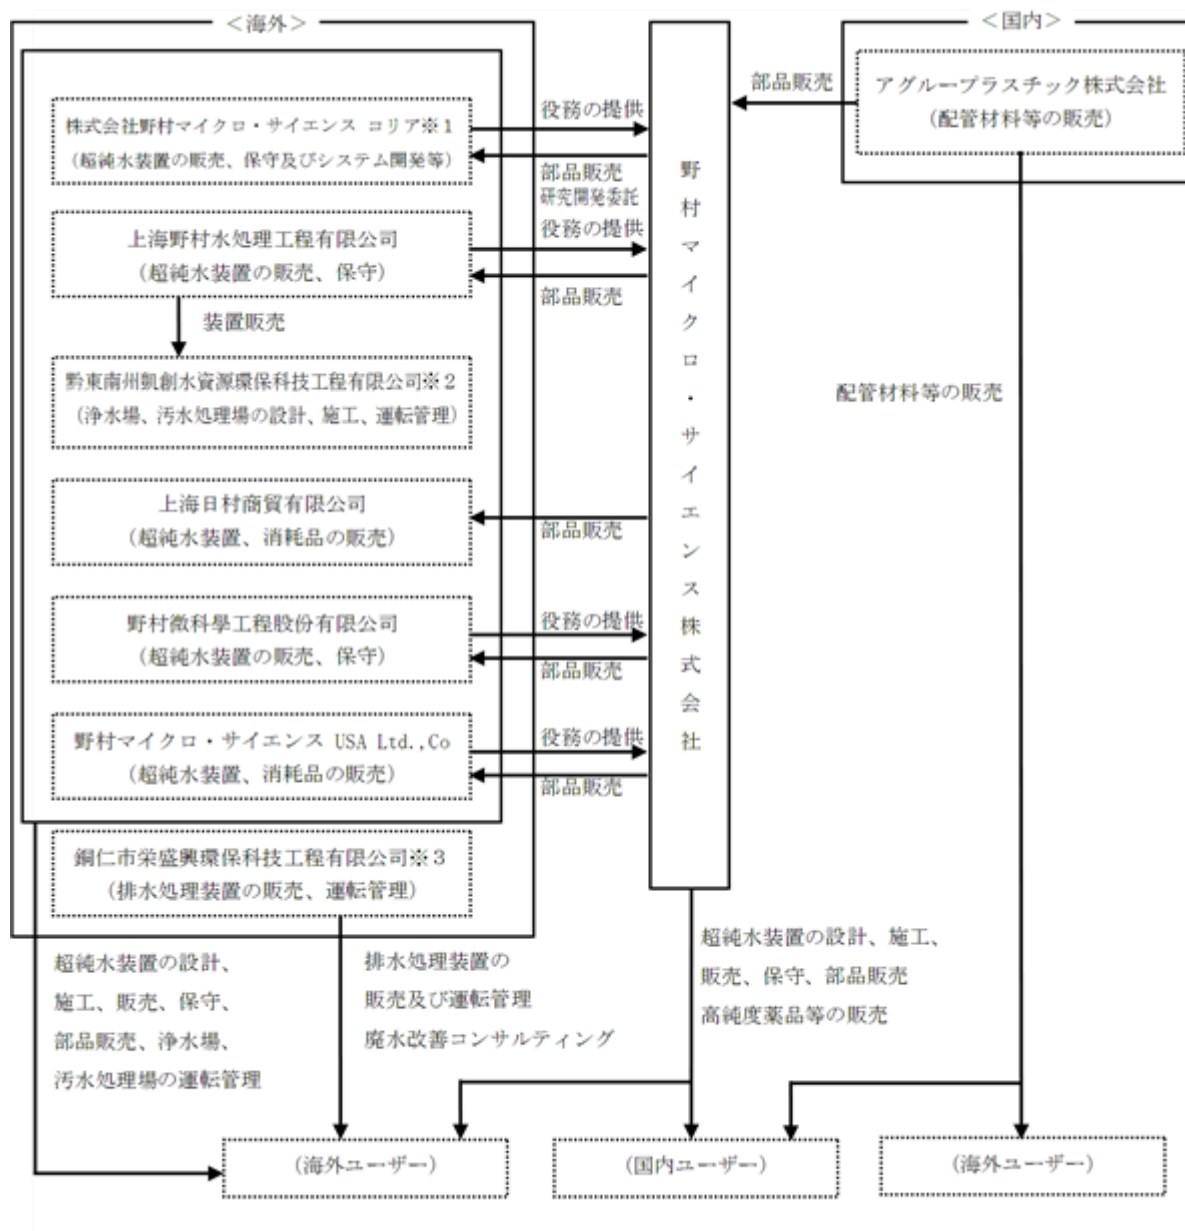 ＜海外＞
＜国内＞
株式会社野村マイクロ・サイエンス コリア※１
(超純水装置の販売、保守及びシステム開発等)
役務の提供
部品販売
研究開発委託
部品販売
アグループラスチック株式会社
(配管材料等の販売)
上海野村水処理工程有限公司
(超純水装置の販売、保守)
役務の提供
部品販売
装置販売
黔東南州凱創水資源環保科技工程有限公司※２
(浄水場、汚水処理場の設計、施工、運転管理)
上海日村商貿有限公司
(超純水装置、消耗品の販売)
部品販売
野村微科學工程股份有限公司
(超純水装置の販売、保守)
役務の提供
部品販売
野村マイクロ・サイエンス USA Ltd.,Co
(超純水装置、消耗品の販売)
役務の提供
部品販売
野村マイクロ・サイエンス株式会社
配管材料等の販売
銅仁市栄盛興環保科技工程有限公司※３
(排水処理装置の販売、運転管理)
超純水装置の設計、
施工、販売、保守、
部品販売、浄水場、
汚水処理場の運転管理
排水処理装置の
販売及び運転管理
廃水改善コンサルティング
超純水装置の設計、施工、
販売、保守、部品販売
高純度薬品等の販売
(海外ユーザー)
(国内ユーザー)
(海外ユーザー)